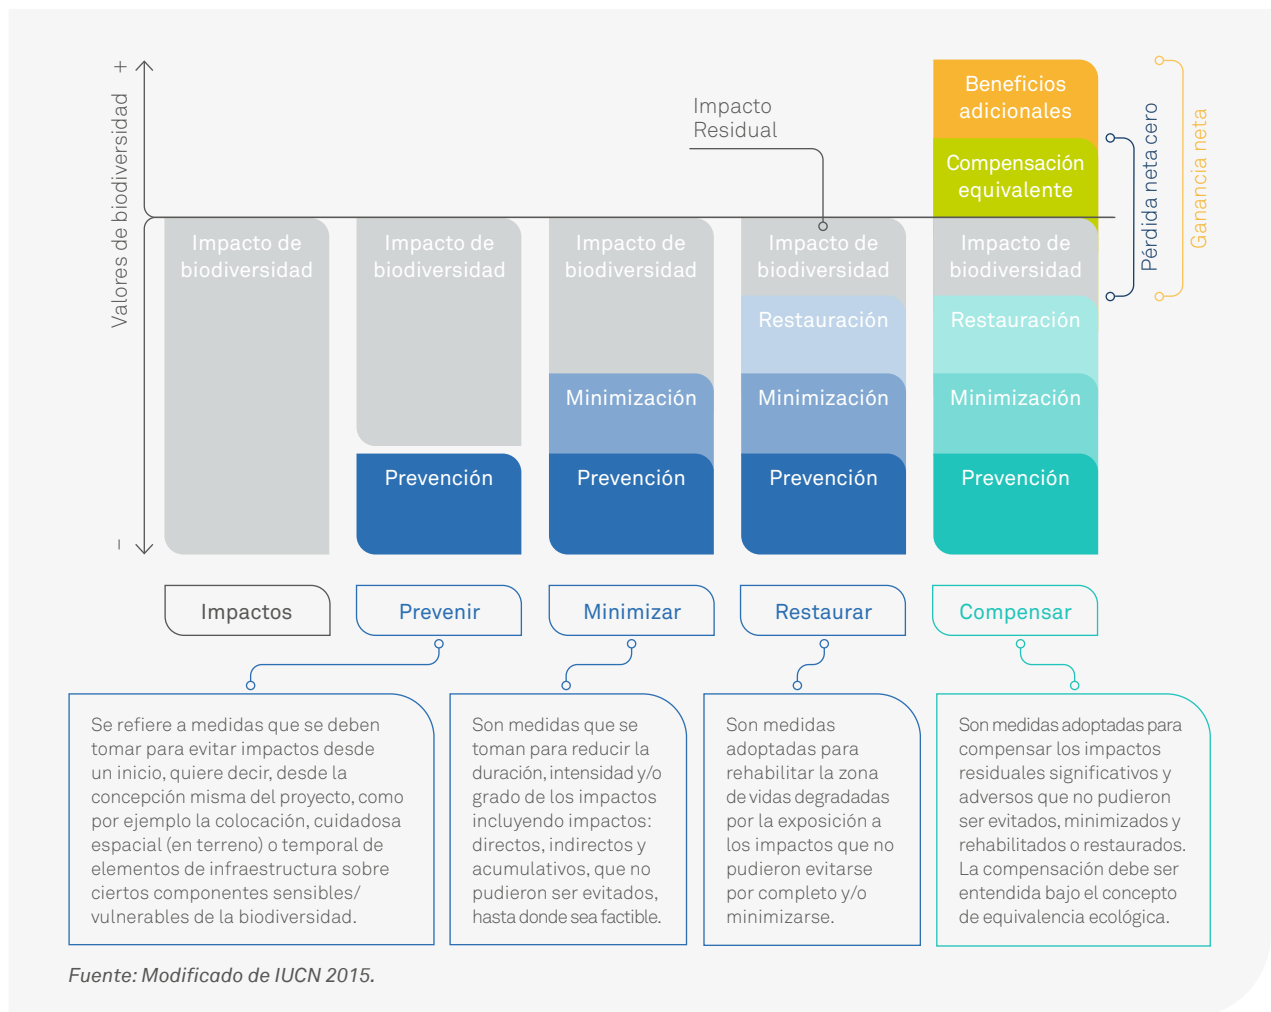 +
Valores de biodiversidad
–
Impacto
Residual
Beneficios
adicionales
Compensación
equivalente
Pérdida neta cero
Ganancia neta
Impacto de
biodiversidad
Impacto de
biodiversidad
Prevención
Impacto de
biodiversidad
Minimización
Prevención
Impacto de
biodiversidad
Restauración
Minimización
Prevención
Impacto de
biodiversidad
Restauración
Minimización
Prevención
Impactos
Prevenir
Minimizar
Restaurar
Compensar
Se refiere a medidas que se deben
tomar para evitar impactos desde
un inicio, quiere decir, desde la
concepción misma del proyecto, como
por ejemplo la colocación, cuidadosa
espacial (en terreno) o temporal de
elementos de infraestructura sobre
ciertos componentes sensibles/
vulnerables de la biodiversidad.
Son medidas que se
toman para reducir la
duración, intensidad y/o
grado de los impactos
incluyendo impactos:
directos, indirectos y
acumulativos, que no
pudieron ser evitados,
hasta donde sea factible.
Son medidas
adoptadas para
rehabilitar la zona
de vidas degradadas
por la exposición a
los impactos que no
pudieron evitarse
por completo y/o
minimizarse.
Son medidas adoptadas para
compensar los impactos
residuales significativos y
adversos que no pudieron
ser evitados, minimizados y
rehabilitados o restaurados.
La compensación debe ser
entendida bajo el concepto
de equivalencia ecológica.
Fuente: Modificado de IUCN 2015.